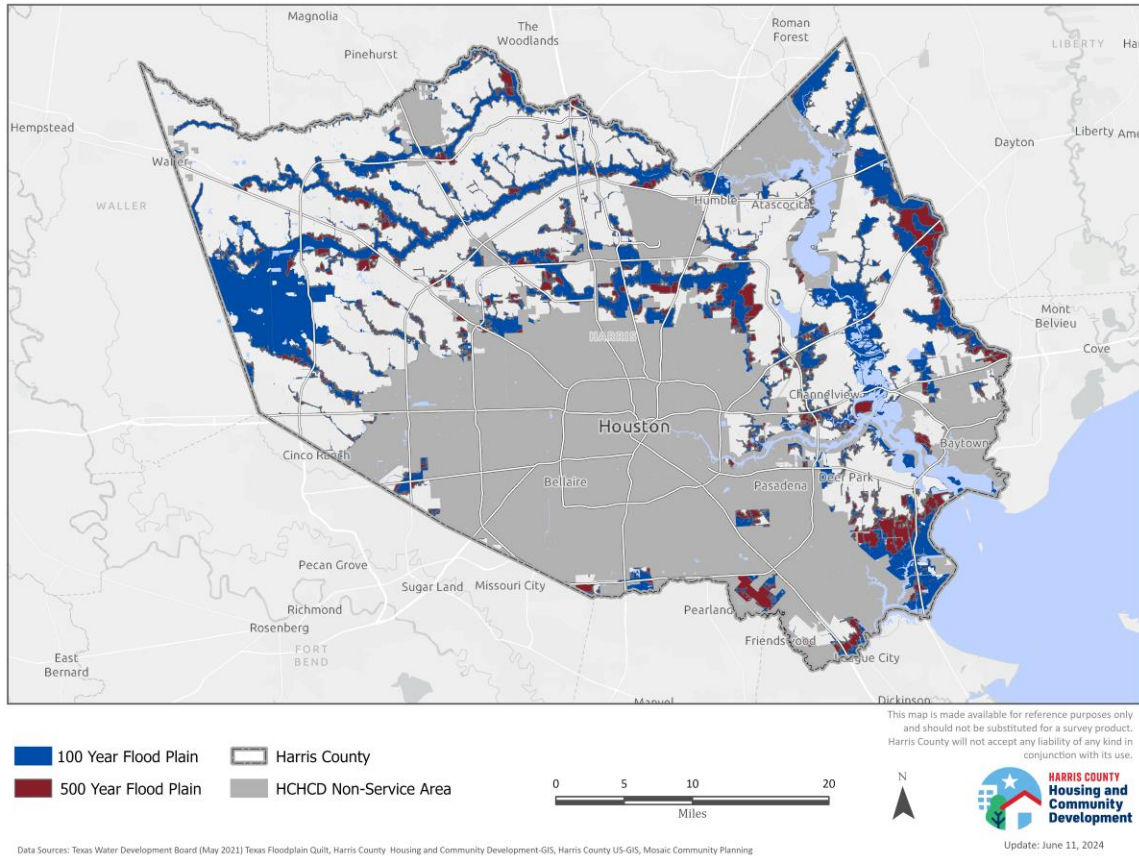 Magnolia
The
Woodlands
Roman
Forest
Pinehurst
LIBERTY
Hempstead
Dayton
Liberty
Waller
Humble
Atascocita
WALLER
Mont
Belvieu
HARRIS
Cove
Channelview
Houston
Baytown
Cinco Ranch
Bellaire
Pasadena
Deer Park
Pecan Grove
Sugar Land
Missouri City
Richmond
Pearland
Rosenberg
Friendswood
East
Bernard
FORT
BEND
League City
Dickinson
Manvel
This map is made available for reference purposes only
and should not be substituted for a survey product.
Harris County will not accept any liability of any kind in
conjunction with its use.
100 Year Flood Plain
Harris County
500 Year Flood Plain
HCHCD Non-Service Area
0 5 10 20
Miles
N
HARRIS COUNTY
Housing and
Community
Development
Update: June 11, 2024
Data Sources: Texas Water Development Board (May 2021) Texas Floodplain Quilt, Harris County Housing and Community Development-GIS, Harris County US-GIS, Mosaic Community Planning